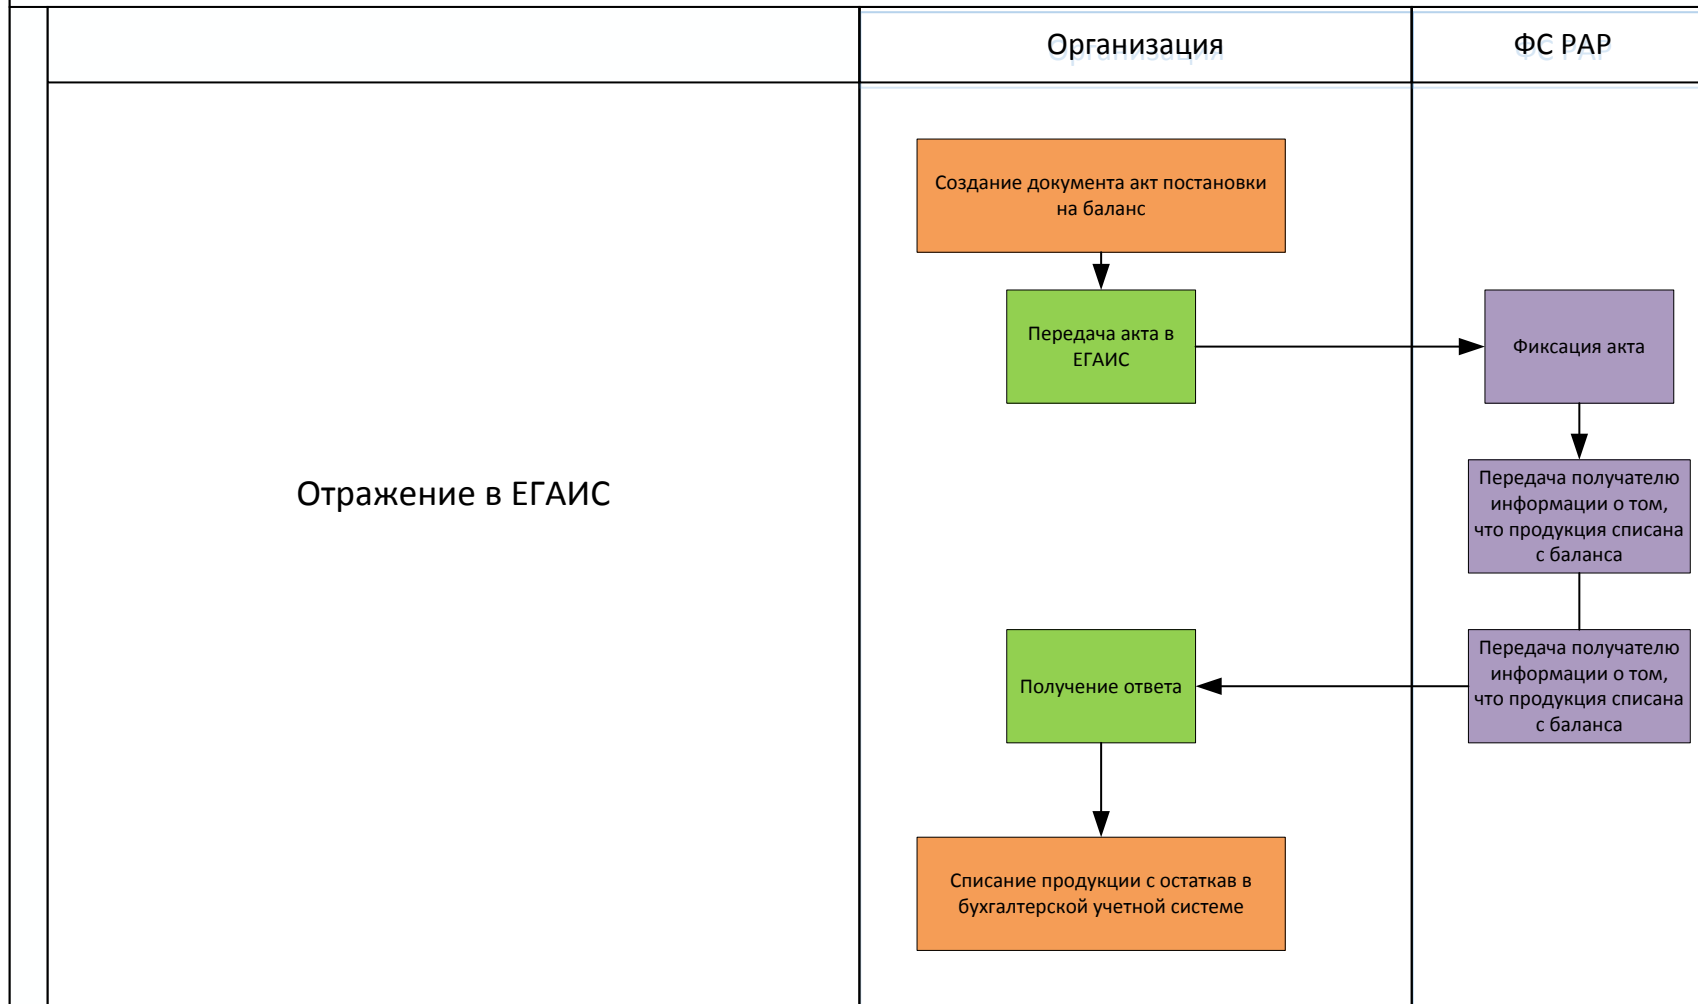 Организация
ФС РАР
Создание документа акт постановки
на баланс
Передача акта в
ЕГАИС
Фиксация акта
Отражение в ЕГАИС
Передача получателю
информации о том,
что продукция списана
с баланса
Получение ответа
Передача получателю
информации о том,
что продукция списана
с баланса
Списание продукции с остаткав в
бухгалтерской учетной системе